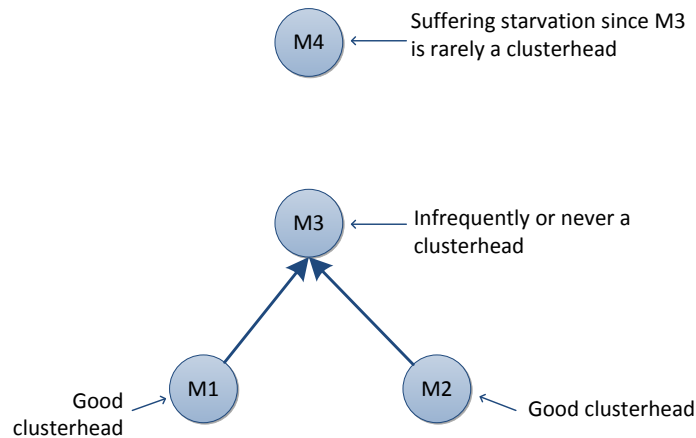 M4
Suffering starvation since M3
is rarely a clusterhead
M3
Infrequently or never a
clusterhead
M1
Good
clusterhead
M2
Good clusterhead